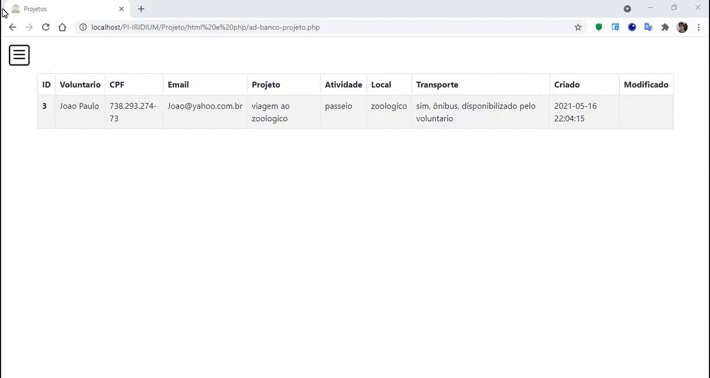 Projetos
localhost/PI-IRIDIUM/Projeto/html%20e%20php/ad-banco-projeto.php
ID Voluntario CPF Email Projeto Atividade Local Transporte Criado Modificado
3 Joao Paulo 738.293.274- Joao@yahoo.com.br viagem ao passeio zoologico sim, ônibus, disponibilizado pelo 2021-05-16
73 zoologico voluntario 22:04:15